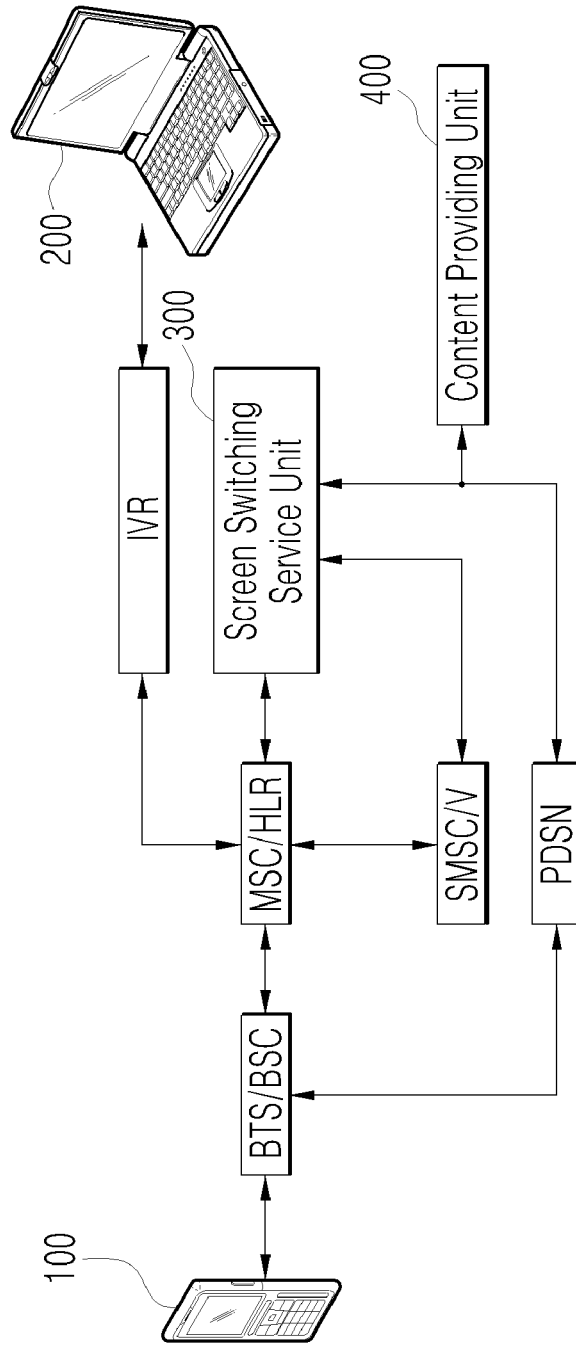 100
BTS/BSC
MSC/HLR
SMSC/V
PDSN
IVR
200
300
Screen Switching
Service Unit
400
Content Providing Unit